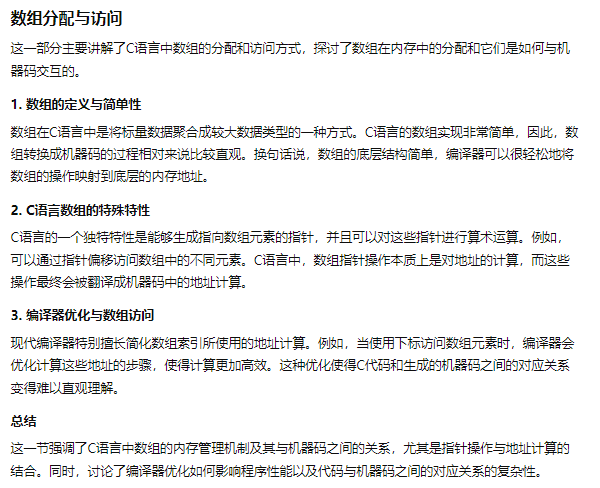 数组分配与访问
这一部分主要讲解了C语言中数组的分配和访问方式，探讨了数组在内存中的分配和它们是如何与机
器码交互的。
1. 数组的定义与简单性
数组在C语言中是将标量数据聚合成较大数据类型的一种方式。C语言的数组实现非常简单，因此，数
组转换成机器码的过程相对来说比较直观。换句话说，数组的底层结构简单，编译器可以很轻松地将
数组的操作映射到底层的内存地址。
2. C语言数组的特殊特性
C语言的一个独特特性是能够生成指向数组元素的指针，并且可以对这些指针进行算术运算。例如，
可以通过指针偏移访问数组中的不同元素。C语言中，数组指针操作本质上是对地址的计算，而这些
操作最终会被翻译成机器码中的地址计算。
3. 编译器优化与数组访问
现代编译器特别擅长简化数组索引所使用的地址计算。例如，当使用下标访问数组元素时，编译器会
优化计算这些地址的步骤，使得计算更加高效。这种优化使得C代码和生成的机器码之间的对应关系
变得难以直观理解。
总结
这一节强调了C语言中数组的内存管理机制及其与机器码之间的关系，尤其是指针操作与地址计算的
结合。同时，讨论了编译器优化如何影响程序性能以及代码与机器码之间的对应关系的复杂性。